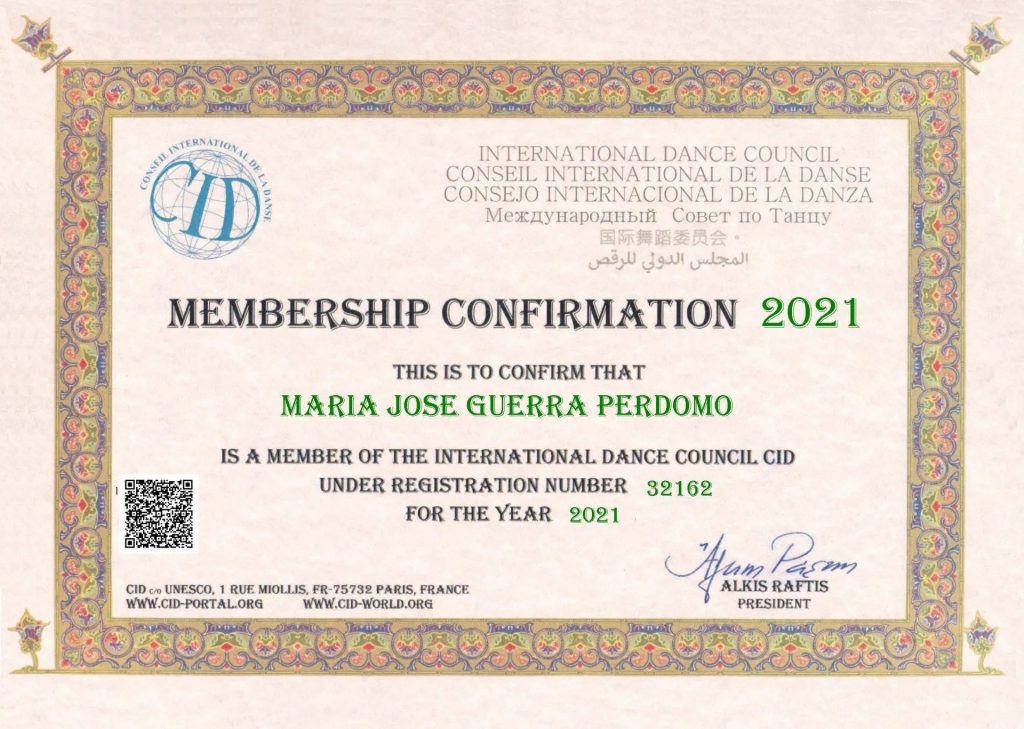 CONSEIL INTERNATIONAL DE LA DANSE
CID
INTERNATIONAL DANCE COUNCIL
CONSEIL INTERNATIONAL DE LA DANSE
CONSEJO INTERNACIONAL DE LA DANZA
Международный Совет по Танцу
国际舞蹈委员会。
المجلس الدولي للرقص
MEMBERSHIP CONFIRMATION 2021
THIS IS TO CONFIRM THAT
MARIA JOSE GUERRA PERDOMO
IS A MEMBER OF THE INTERNATIONAL DANCE COUNCIL CID
UNDER REGISTRATION NUMBER 32162
FOR THE YEAR 2021
1
ALKIS RAFTIS
PRESIDENT
CID c/o UNESCO, 1 RUE MIOLLIS, FR-75732 PARIS, FRANCE
WWW.CID-PORTAL.ORG WWW.CID-WORLD.ORG